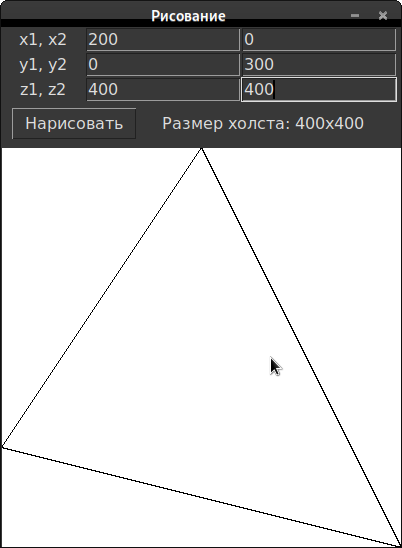 Рисование
x1, x2 200 0
y1, y2 0 300
z1, z2 400 400
Нарисовать Размер холста: 400x400